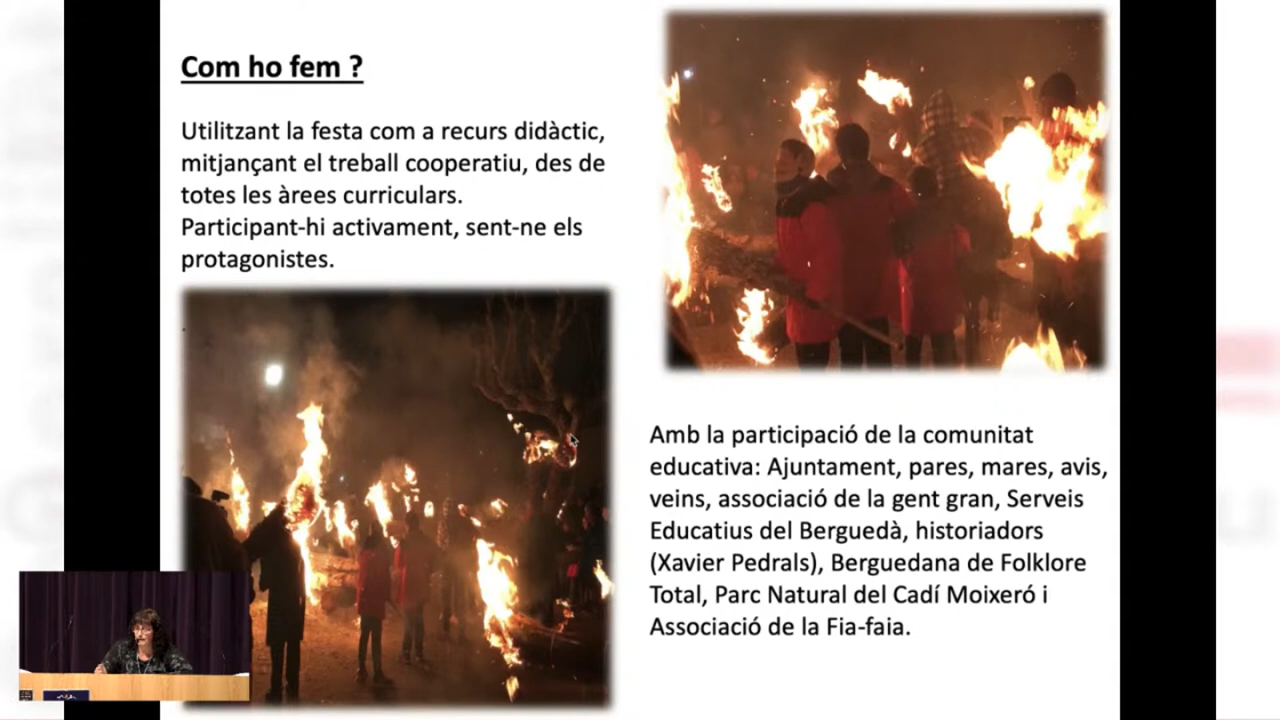 Com ho fem ?
Utilitzant la festa com a recurs didàctic,
mitjançant el treball cooperatiu, des de
totes les àrees curriculars.
Participant-hi activament, sent-ne els
protagonistes.
Amb la participació de la comunitat
educativa: Ajuntament, pares, mares, avis,
veins, associació de la gent gran, Serveis
Educatius del Berguedà, historiadors
(Xavier Pedrals), Berguedana de Folklore
Total, Parc Natural del Cadí Moixeró i
Associació de la Fia-faia.